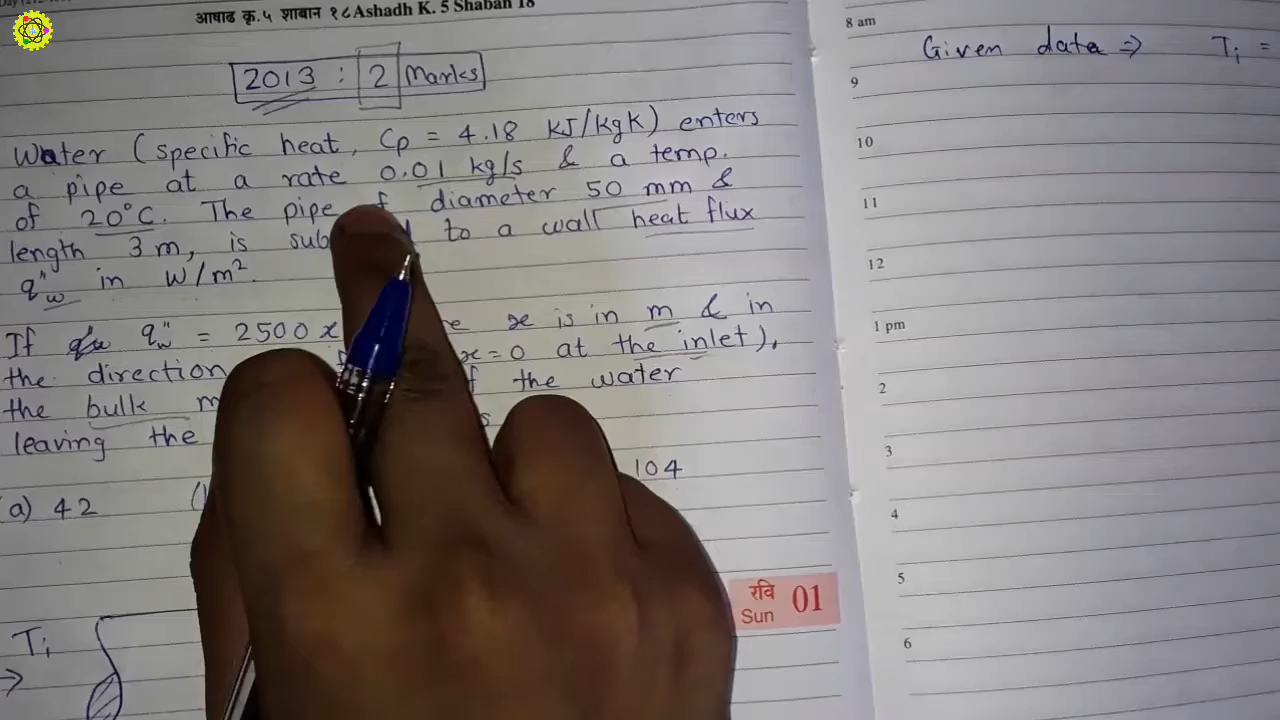 आषाढ कृ.५ शाबान १८ Ashadh K. 5 Shaban 18
2013 : 2 Marks
Water (specific heat, Cp = 4.18 KJ/KgK) enters
a pipe at a rate 0.01 kg/s & a temp.
of 20°C. The pipe of diameter 50 mm &
length 3 m, is to a wall heat flux
q"w in W/m².
If q"w = 2500 x x is in m & in
the direction x=0 at the inlet),
the bulk the water
leaving the
(a) 42 104
Ti
→
रवि
Sun 01
8 am
Given data ⇒ Ti =
9
10
11
12
1 pm
2
3
4
5
6